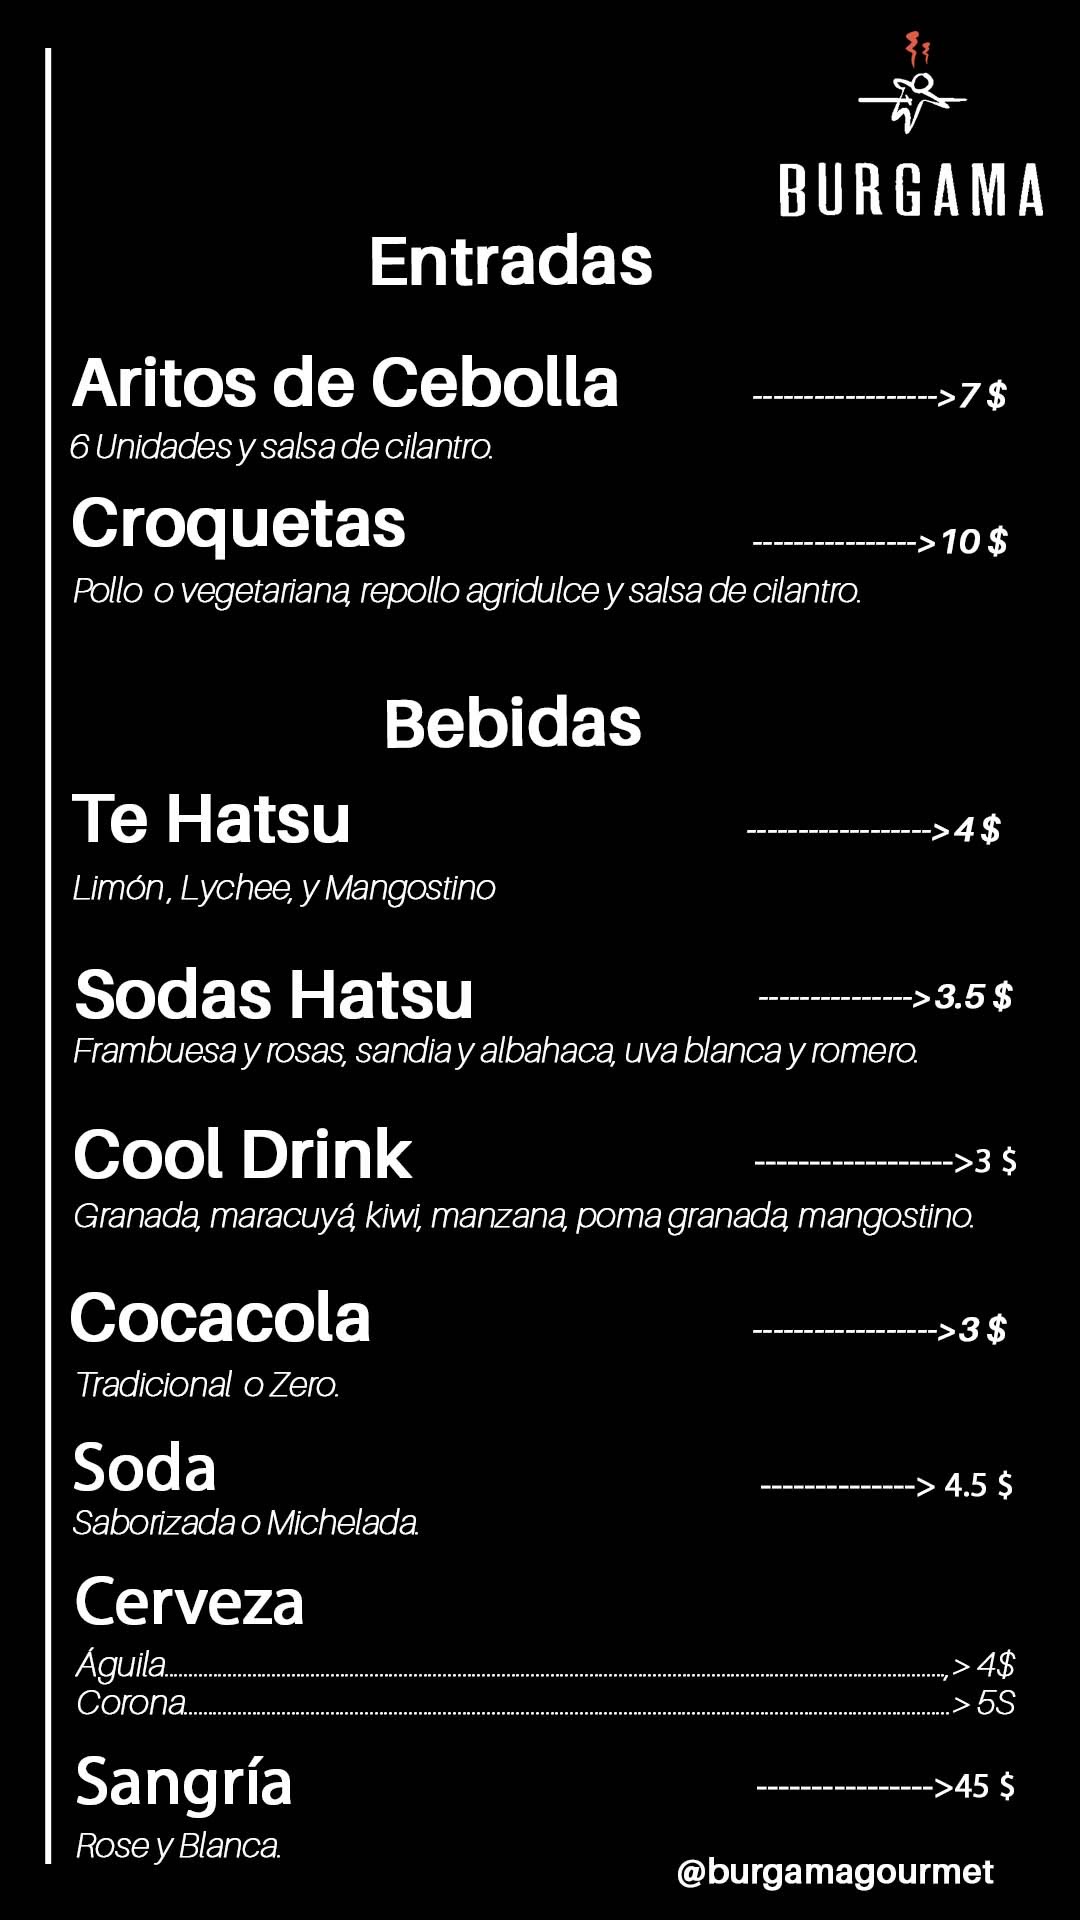 BURGAMA
Entradas
Aritos de Cebolla ------------------>7 $
6 Unidades y salsa de cilantro.
Croquetas ---------------->10 $
Pollo o vegetariana, repollo agridulce y salsa de cilantro.
Bebidas
Te Hatsu ------------------>4 $
Limón, Lychee, y Mangostino
Sodas Hatsu --------------->3.5 $
Frambuesa y rosas, sandia y albahaca, uva blanca y romero.
Cool Drink ------------------>3 $
Granada, maracuyá, kiwi, manzana, poma granada, mangostino.
Cocacola ------------------>3 $
Tradicional o Zero.
Soda --------------> 4.5 $
Saborizada o Michelada.
Cerveza
Águila..........................................................................................,> 4$
Corona..........................................................................................> 5S
Sangría ---------------->45 $
Rose y Blanca.
@burgamagourmet